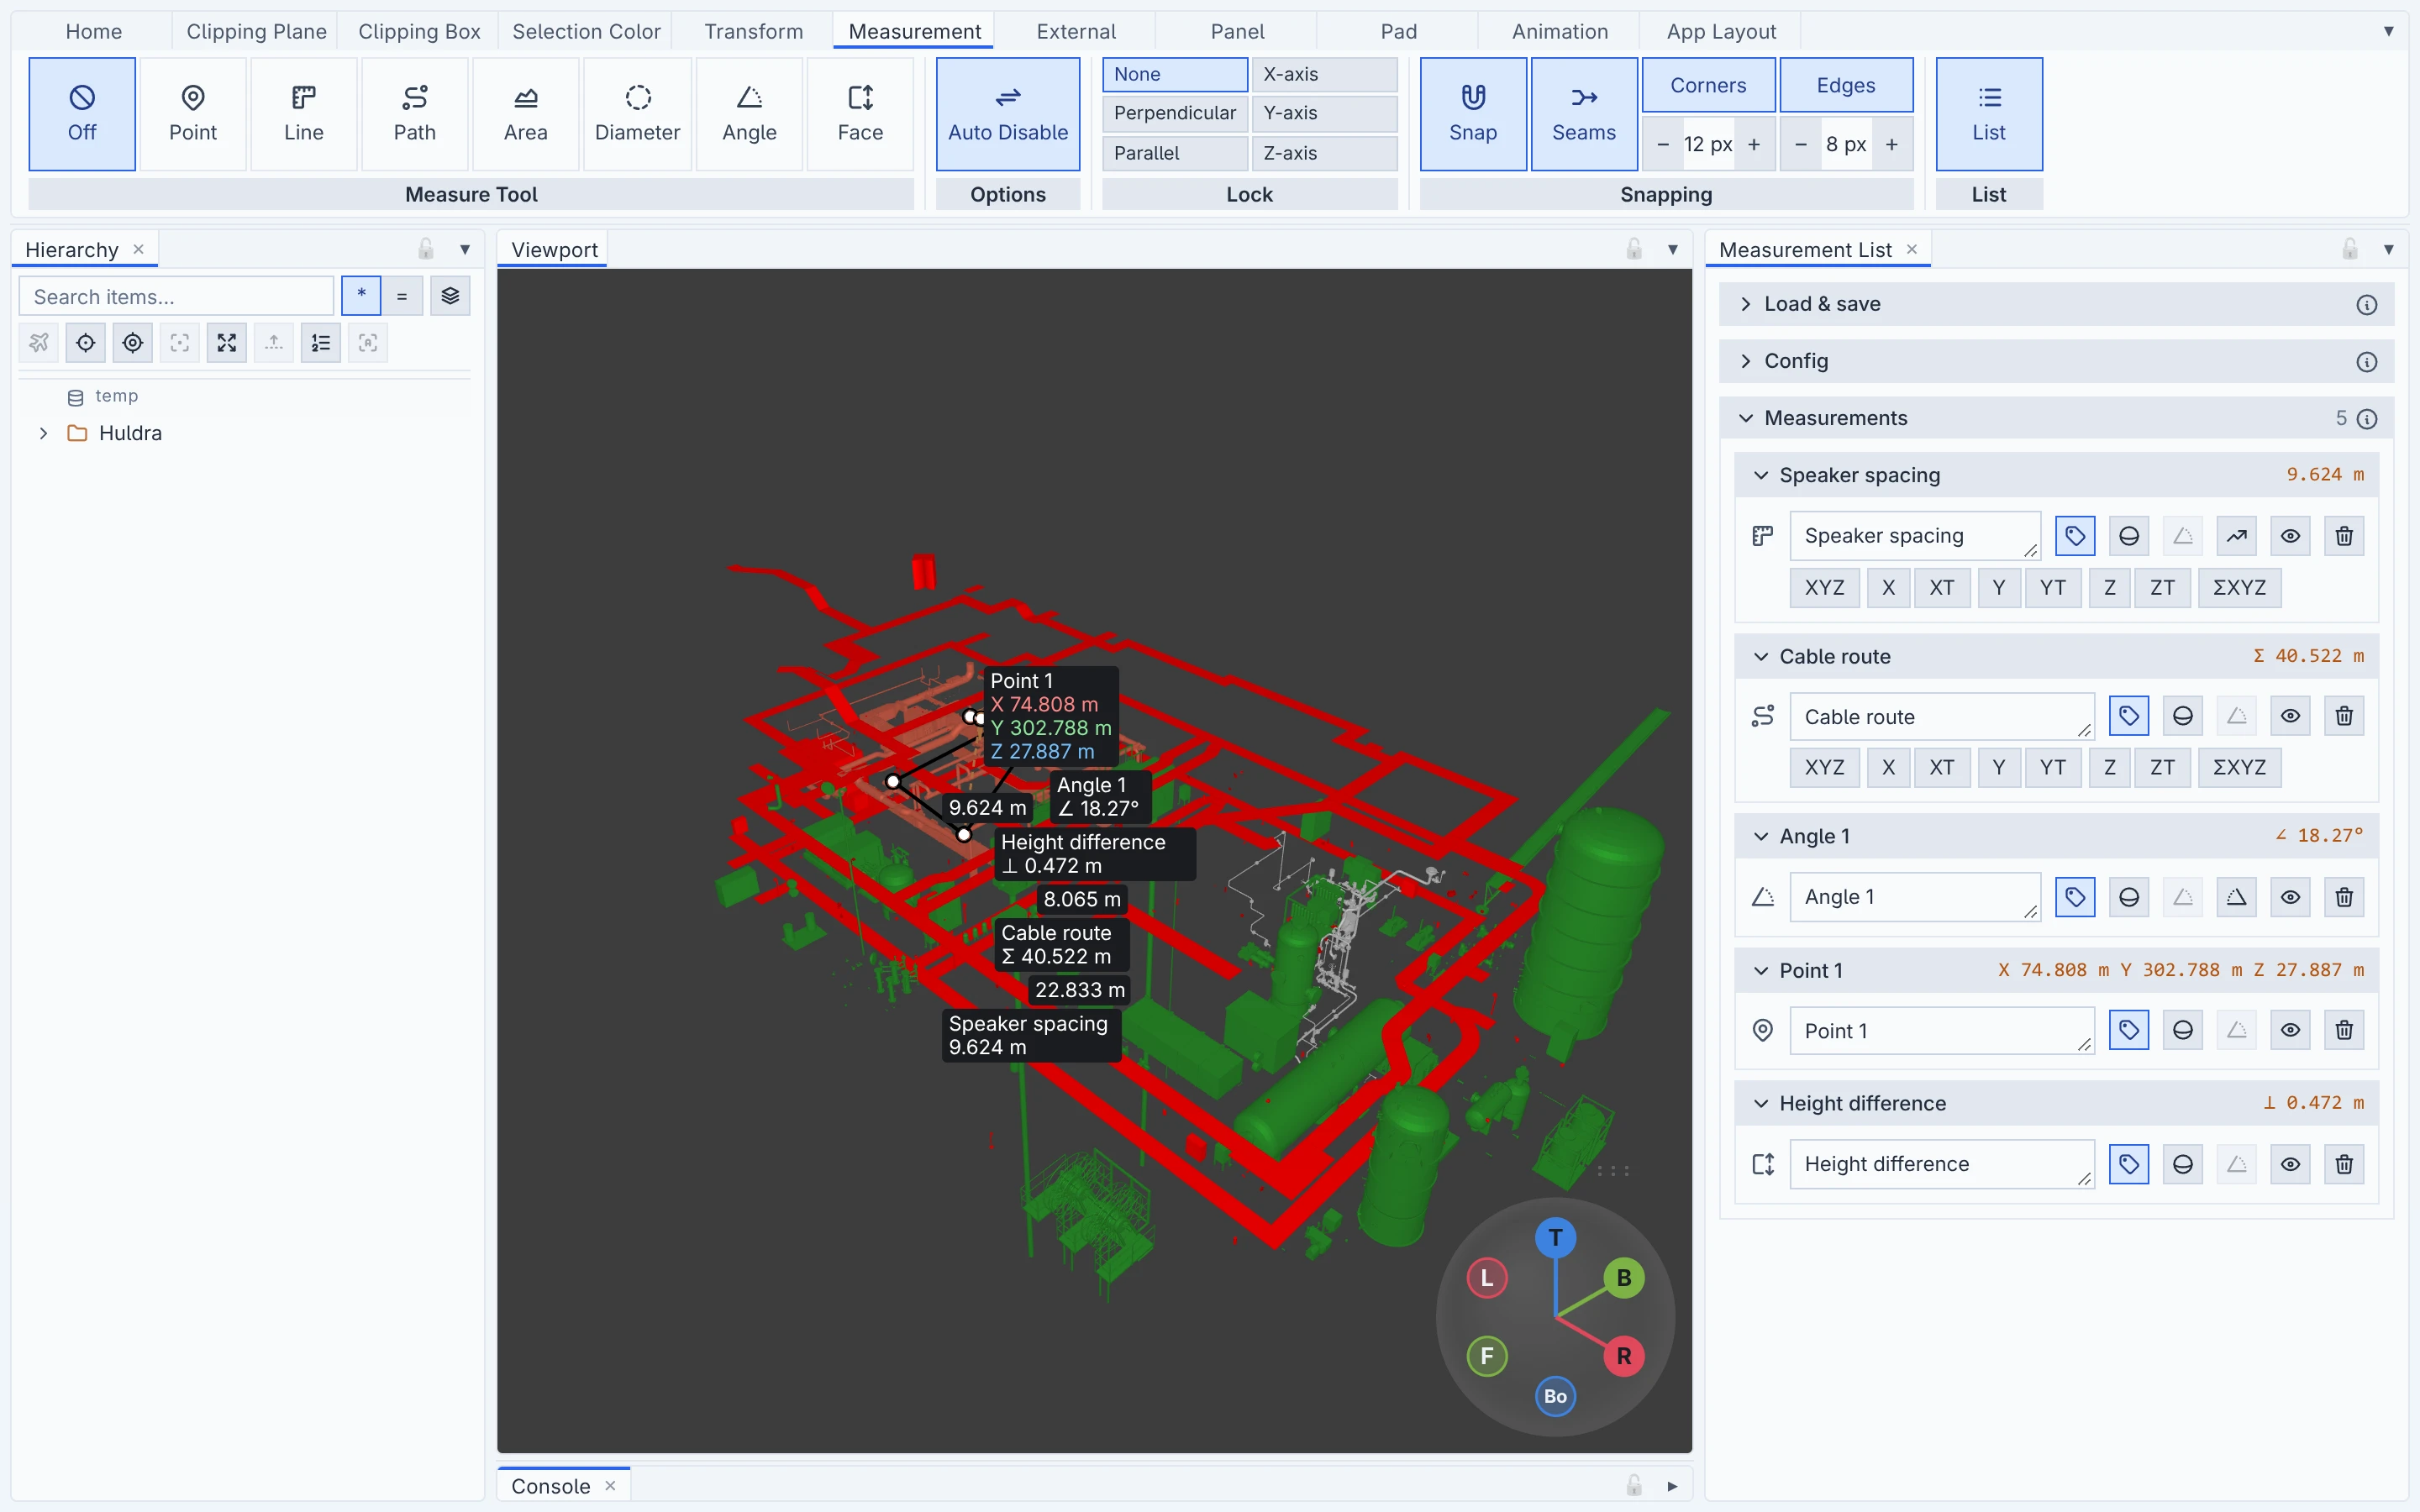 Home Clipping Plane Clipping Box Selection Color Transform Measurement External Panel Pad Animation App Layout
Off Point Line Path Area Diameter Angle Face
Measure Tool
Auto Disable
Options
None X-axis
Perpendicular Y-axis
Parallel Z-axis
Lock
Snap Seams Corners Edges
− 12 px + − 8 px +
Snapping
List
List
Hierarchy
Search items...
* =
temp
Huldra
Viewport
Point 1
X 74.808 m
Y 302.788 m
Z 27.887 m
Angle 1
∠ 18.27°
9.624 m
Height difference
⊥ 0.472 m
8.065 m
Cable route
Σ 40.522 m
22.833 m
Speaker spacing
9.624 m
T
L B
F R
Bo
Console
Measurement List
Load & save
Config
Measurements 5
Speaker spacing 9.624 m
Speaker spacing
XYZ X XT Y YT Z ZT ΣXYZ
Cable route Σ 40.522 m
Cable route
XYZ X XT Y YT Z ZT ΣXYZ
Angle 1 ∠ 18.27°
Angle 1
Point 1 X 74.808 m Y 302.788 m Z 27.887 m
Point 1
Height difference ⊥ 0.472 m
Height difference